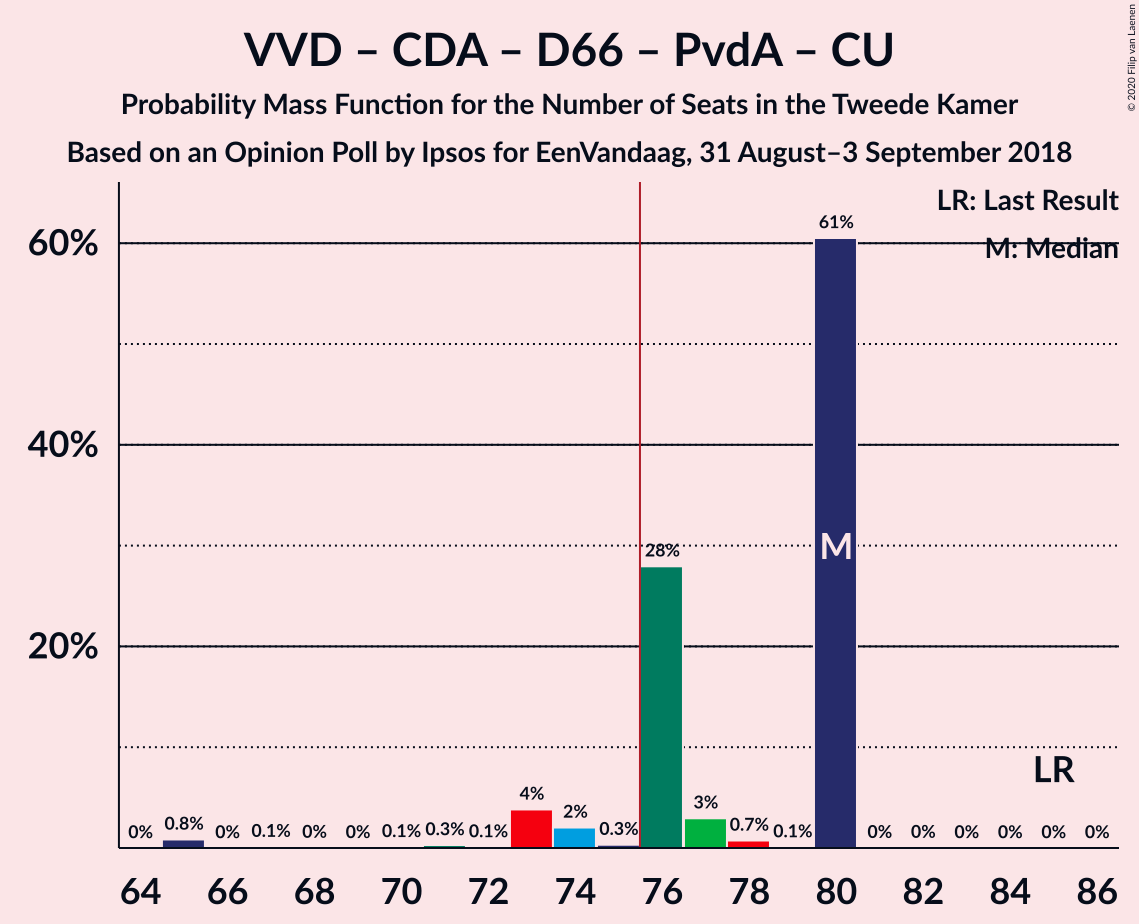 VVD – CDA – D66 – PvdA – CU
Probability Mass Function for the Number of Seats in the Tweede Kamer
Based on an Opinion Poll by Ipsos for EenVandaag, 31 August–3 September 2018
© 2020 Filip van Laenen
LR: Last Result
M: Median
60%
40%
20%
0% 0.8% 0% 0.1% 0% 0% 0.1% 0.3% 0.1% 4% 2% 0.3% 28% 3% 0.7% 0.1% 61% 0% 0% 0% 0% 0% 0%
M
LR
64 66 68 70 72 74 76 78 80 82 84 86